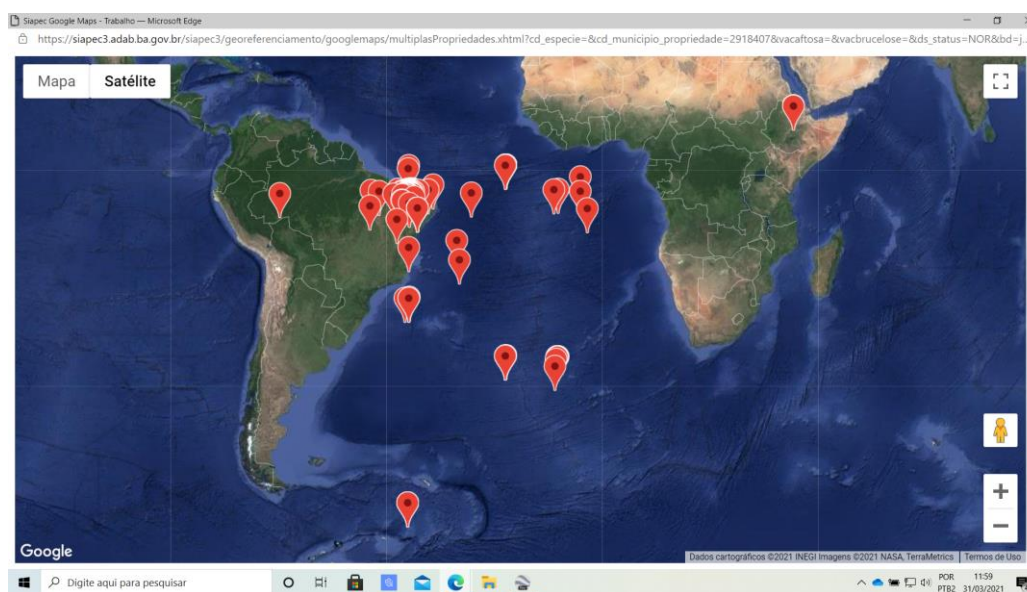 Siapec Google Maps - Trabalho — Microsoft Edge
https://siapec3.adab.ba.gov.br/siapec3/georeferenciamento/googlemaps/multiplasPropriedades.xhtml?cd_especie=&cd_municipio_propriedade=2918407&vacaftosa=&vacbrucelose=&ds_status=NOR&bd=j...
Mapa Satélite
Google
Dados cartográficos ©2021 INEGI Imagens ©2021 NASA, TerraMetrics Termos de Uso
Digite aqui para pesquisar
POR 11:59
PTB2 31/03/2021